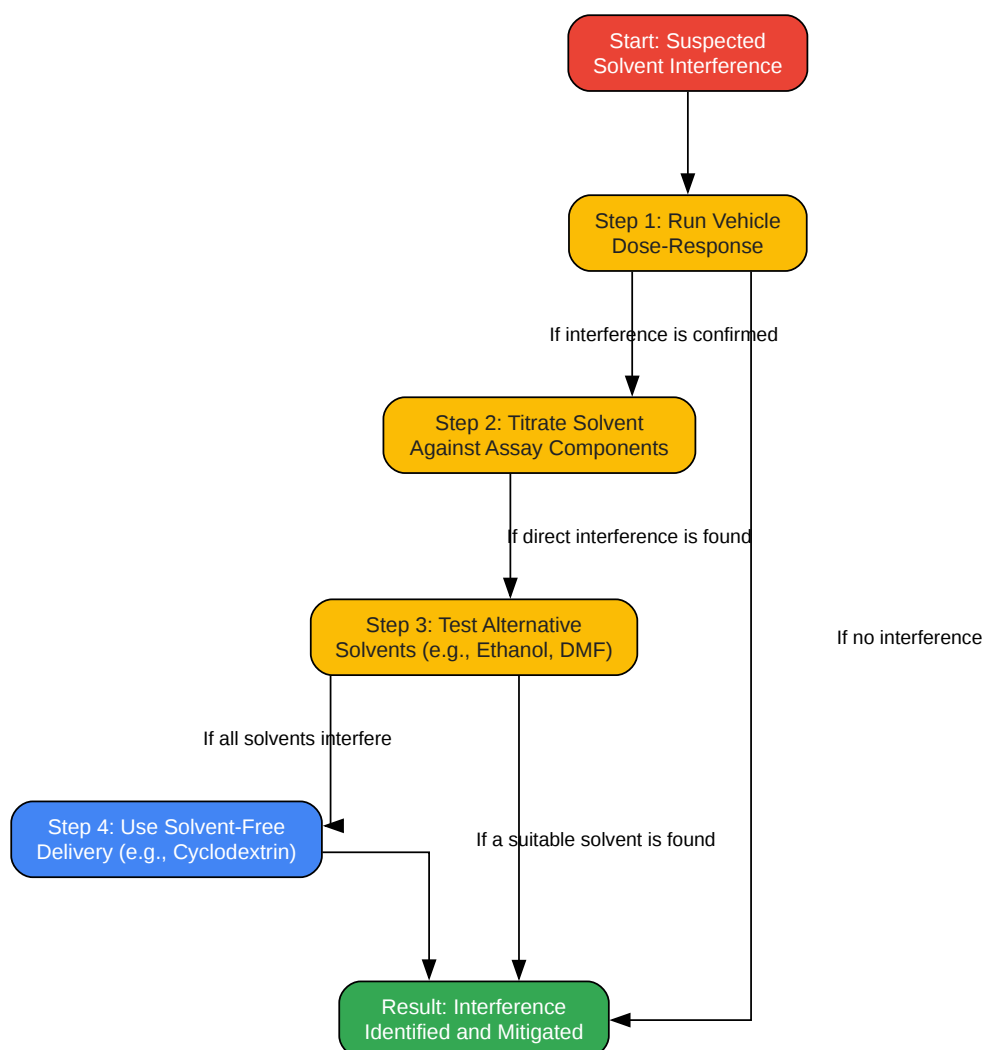 Start: Suspected
Solvent Interference
Step 1: Run Vehicle
Dose-Response
If interference is confirmed
Step 2: Titrate Solvent
Against Assay Components
If direct interference is found
Step 3: Test Alternative
Solvents (e.g., Ethanol, DMF)
If no interference
If all solvents interfere
Step 4: Use Solvent-Free
Delivery (e.g., Cyclodextrin)
If a suitable solvent is found
Result: Interference
Identified and Mitigated